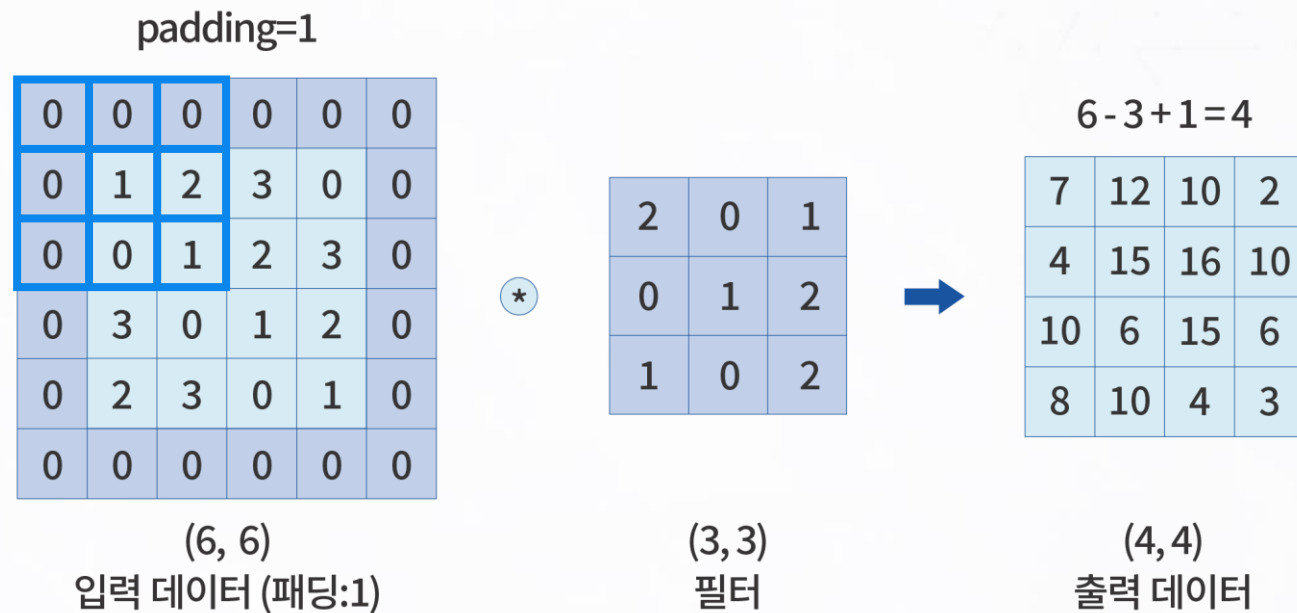 padding=1
0 0 0 0 0 0
0 1 2 3 0 0
0 0 1 2 3 0
0 3 0 1 2 0
0 2 3 0 1 0
0 0 0 0 0 0
(6, 6)
입력 데이터 (패딩:1)
*
2 0 1
0 1 2
1 0 2
(3, 3)
필터
6 - 3 + 1 = 4
7 12 10 2
4 15 16 10
10 6 15 6
8 10 4 3
(4, 4)
출력 데이터